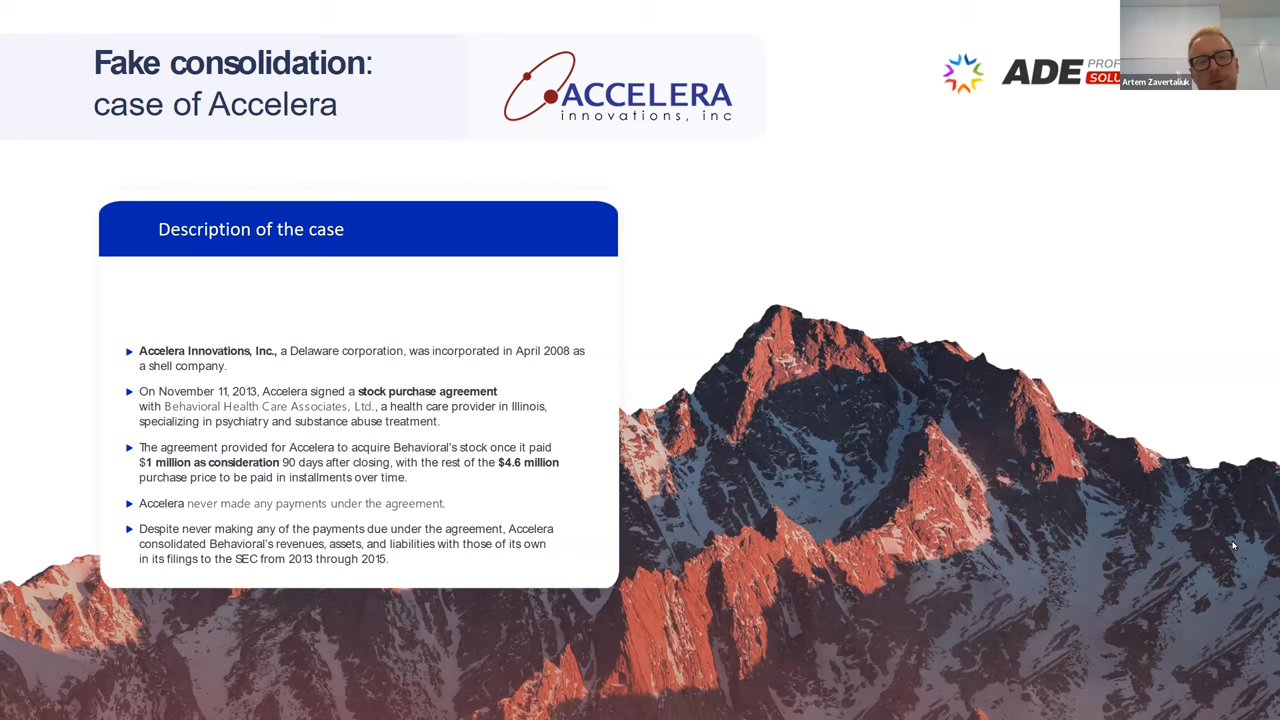 Fake consolidation:
case of Accelera
ACCELERA
innovations, inc
ADE PROF
SOLU
Artem Zavertaliuk
Description of the case
Accelera Innovations, Inc., a Delaware corporation, was incorporated in April 2008 as
a shell company.
On November 11, 2013, Accelera signed a stock purchase agreement
with Behavioral Health Care Associates, Ltd., a health care provider in Illinois,
specializing in psychiatry and substance abuse treatment.
The agreement provided for Accelera to acquire Behavioral's stock once it paid
$1 million as consideration 90 days after closing, with the rest of the $4.6 million
purchase price to be paid in installments over time.
Accelera never made any payments under the agreement.
Despite never making any of the payments due under the agreement, Accelera
consolidated Behavioral's revenues, assets, and liabilities with those of its own
in its filings to the SEC from 2013 through 2015.